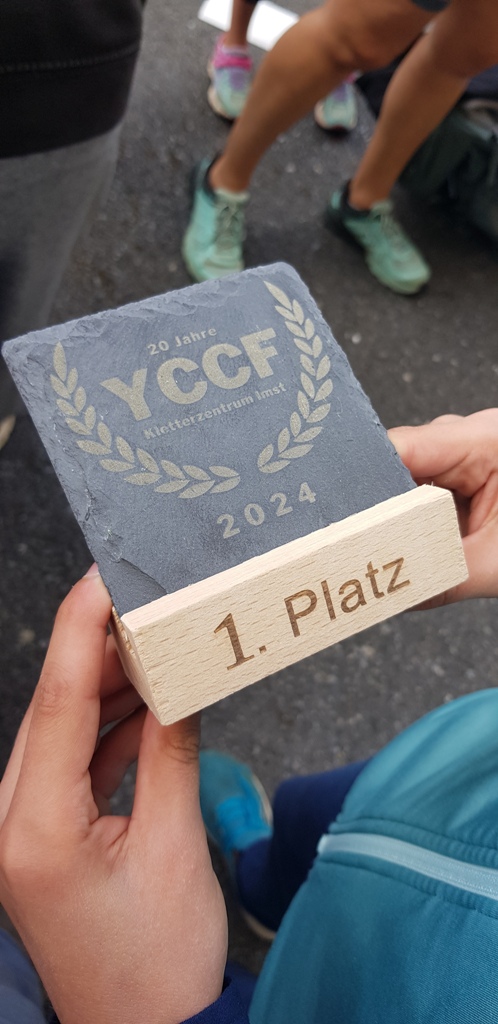 20 Jahre
YCCF
Kletterzentrum Imst
2024
1. Platz